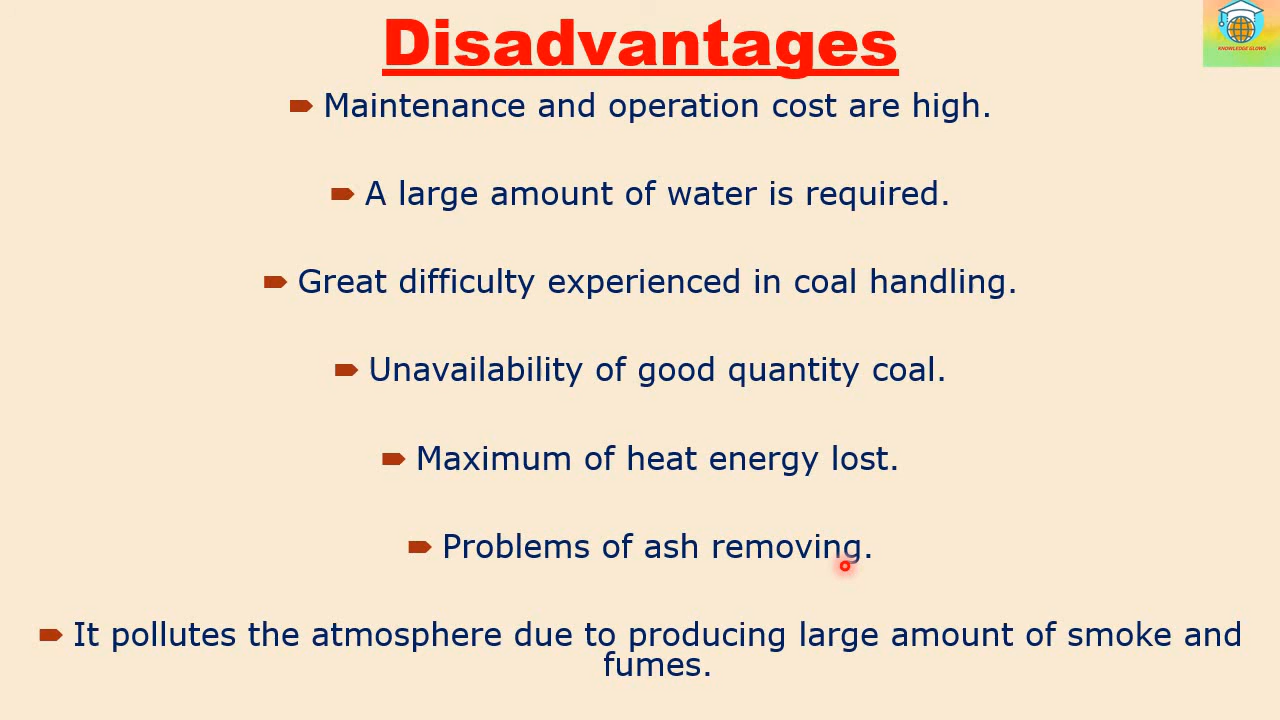 Disadvantages
KNOWLEDGE GLOWS
Maintenance and operation cost are high.
A large amount of water is required.
Great difficulty experienced in coal handling.
Unavailability of good quantity coal.
Maximum of heat energy lost.
Problems of ash removing.
It pollutes the atmosphere due to producing large amount of smoke and
fumes.